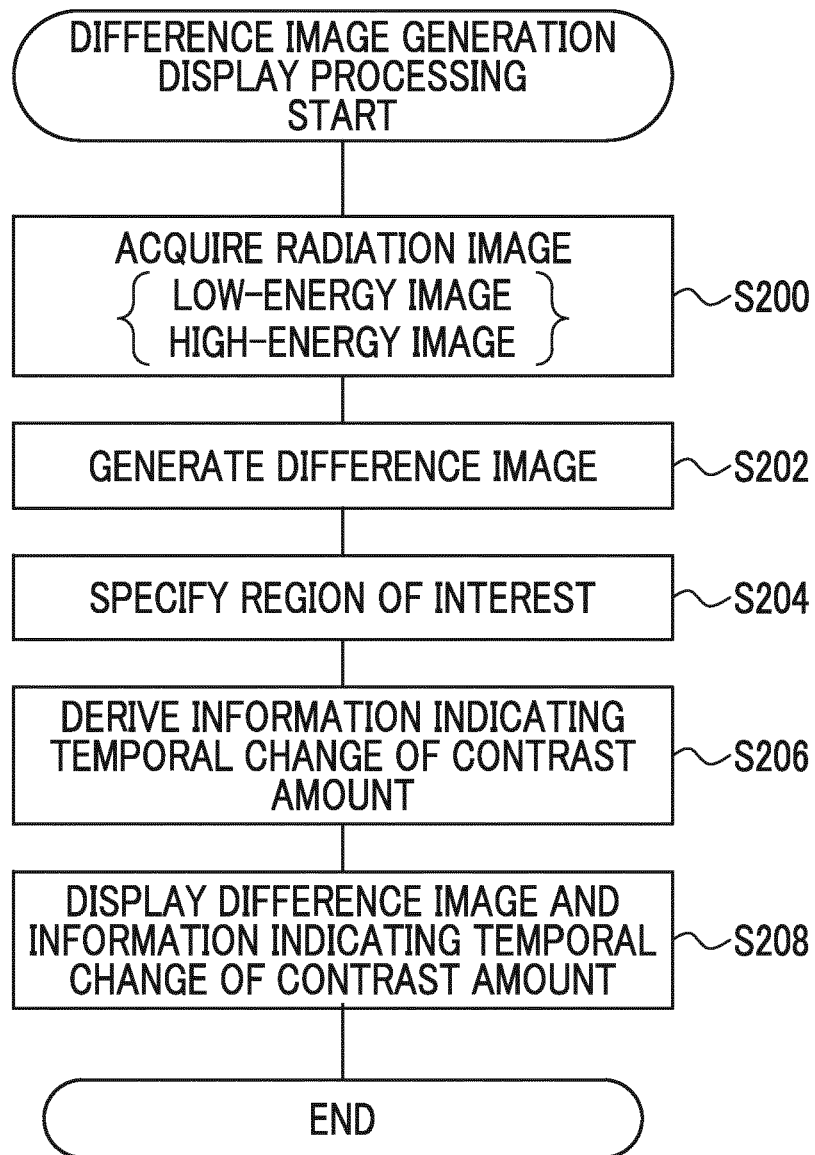 DIFFERENCE IMAGE GENERATION
DISPLAY PROCESSING
START
ACQUIRE RADIATION IMAGE
LOW-ENERGY IMAGE
HIGH-ENERGY IMAGE
S200
GENERATE DIFFERENCE IMAGE
S202
SPECIFY REGION OF INTEREST
S204
DERIVE INFORMATION INDICATING
TEMPORAL CHANGE OF CONTRAST
AMOUNT
S206
DISPLAY DIFFERENCE IMAGE AND
INFORMATION INDICATING TEMPORAL
CHANGE OF CONTRAST AMOUNT
S208
END